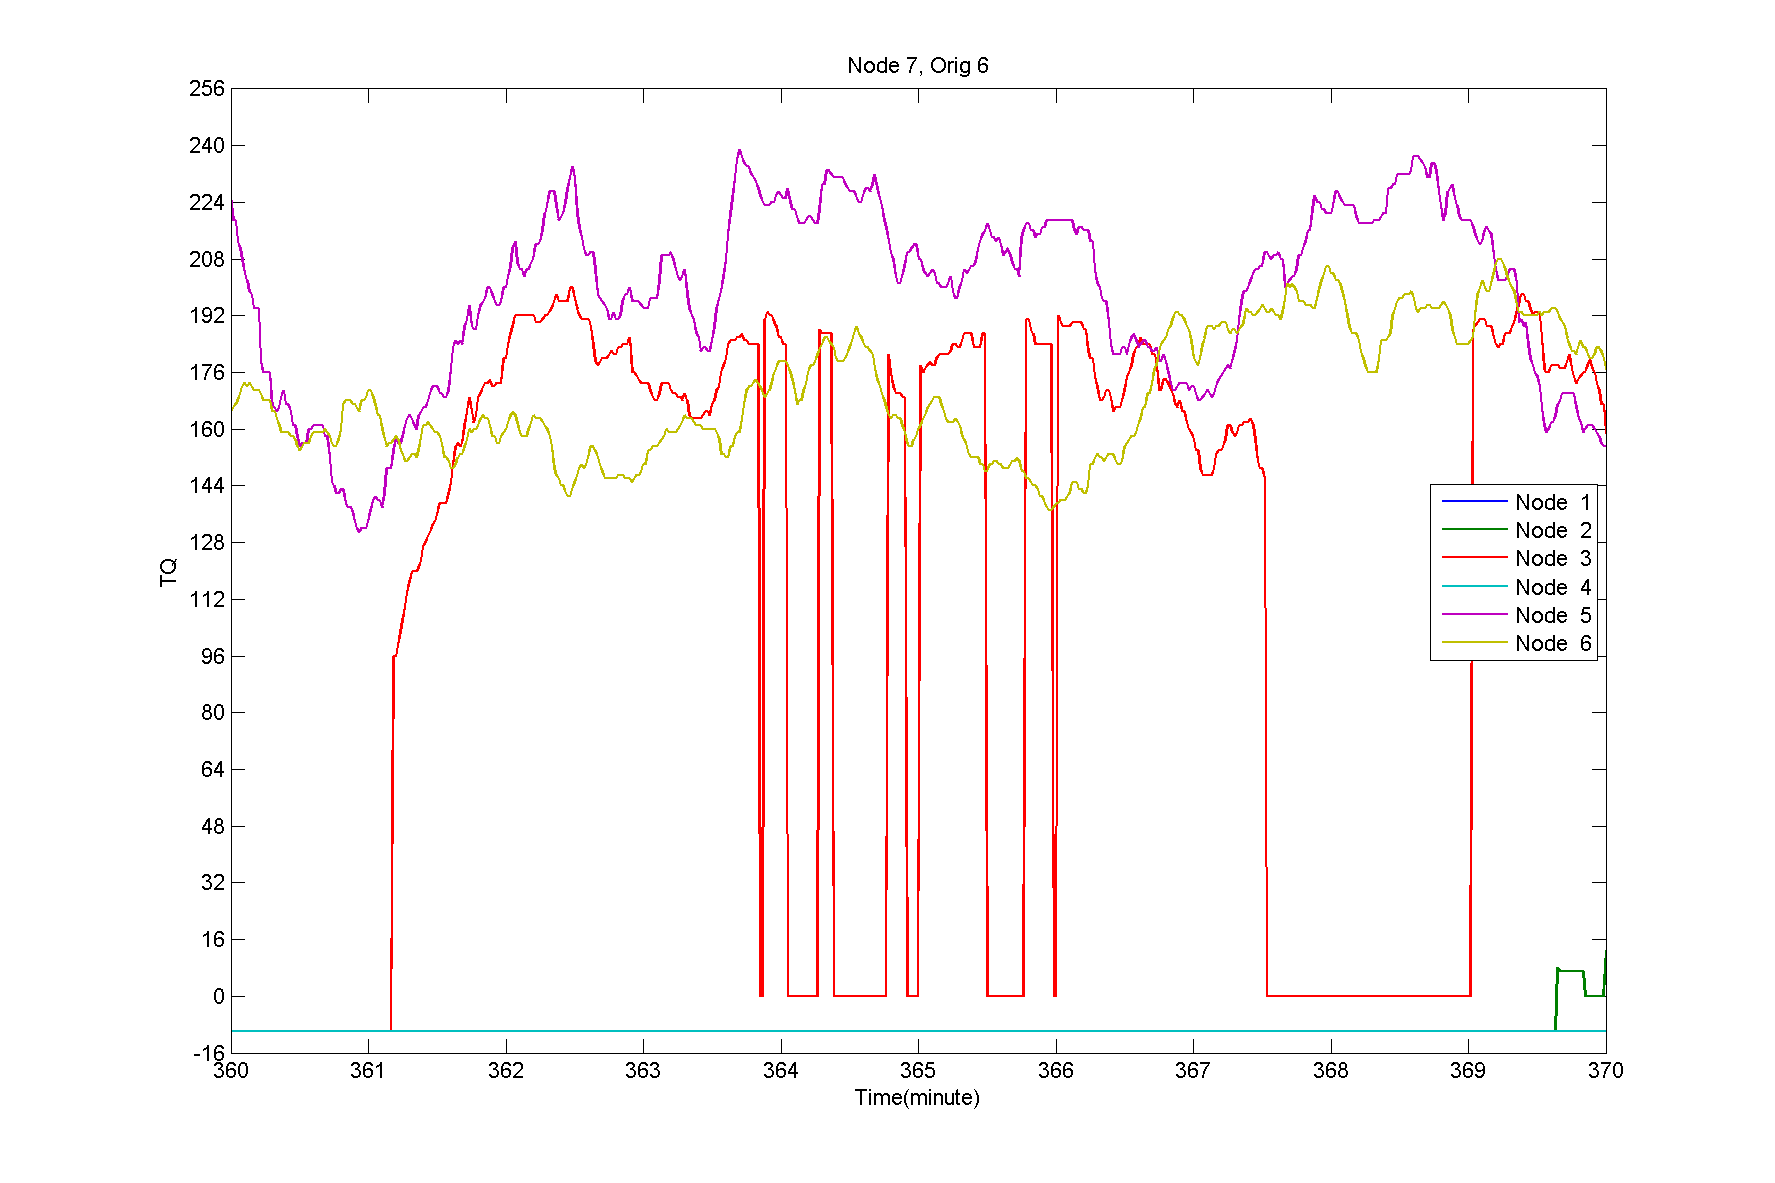 Node 7, Orig 6
256
240
224
208
192
176
160
144
128
112
96
80
64
48
32
16
0
-16
TQ
Node 1
Node 2
Node 3
Node 4
Node 5
Node 6
360 361 362 363 364 365 366 367 368 369 370
Time(minute)